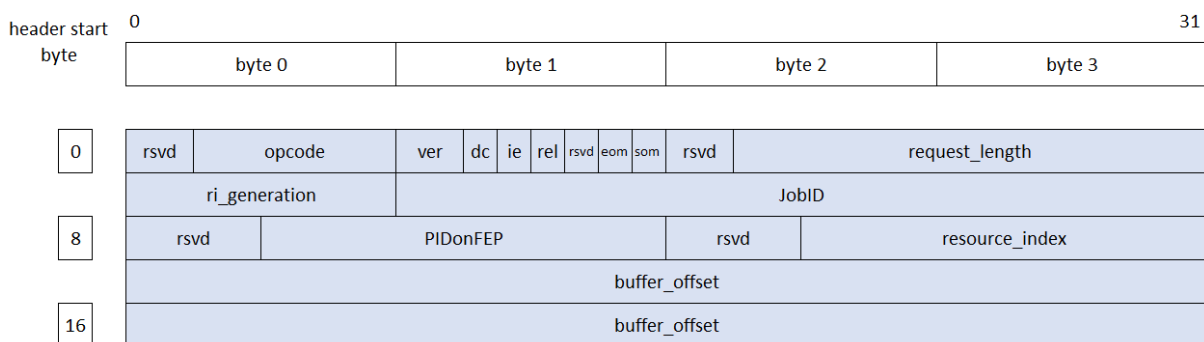 header start byte
0 31
byte 0 byte 1 byte 2 byte 3
0 rsvd opcode ver dc ie rel rsvd eom som rsvd request_length
ri_generation JobID
8 rsvd PIDonFEP rsvd resource_index
buffer_offset
16 buffer_offset